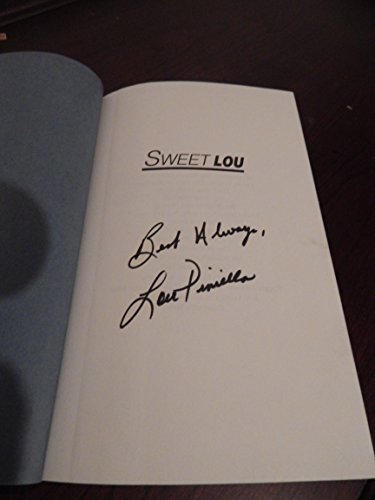 SWEET LOU
Best Always,
Lou Piniella